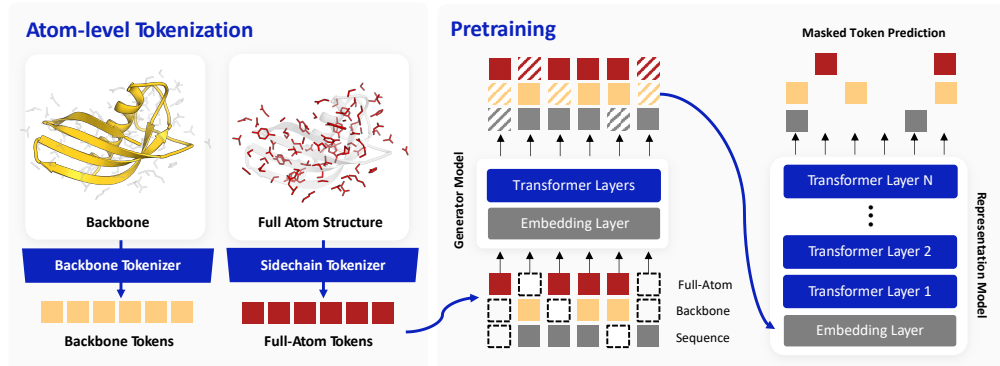 Atom-level Tokenization
Backbone
Full Atom Structure
Backbone Tokenizer
Sidechain Tokenizer
Backbone Tokens
Full-Atom Tokens
Pretraining
Generator Model
Transformer Layers
Embedding Layer
Full-Atom
Backbone
Sequence
Masked Token Prediction
Transformer Layer N
Transformer Layer 2
Transformer Layer 1
Embedding Layer
Representation Model